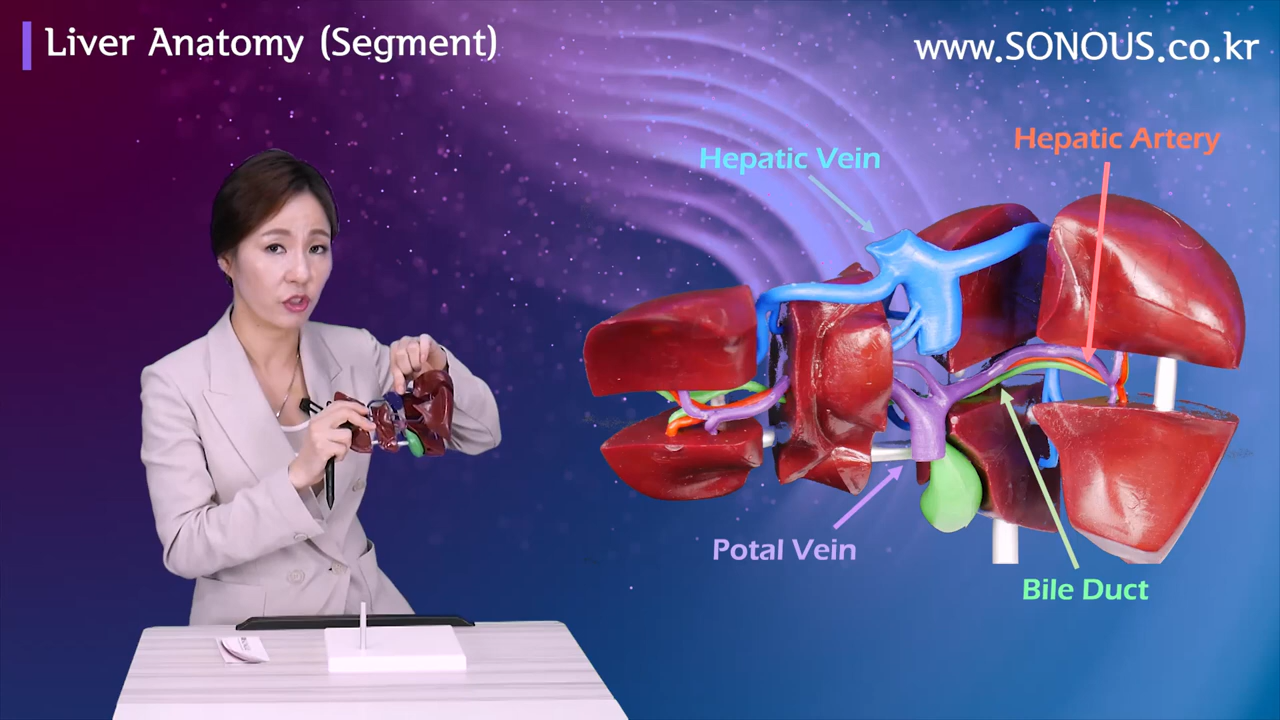 Liver Anatomy (Segment)
www.SONOUS.co.kr
Hepatic Artery
Hepatic Vein
Potal Vein
Bile Duct